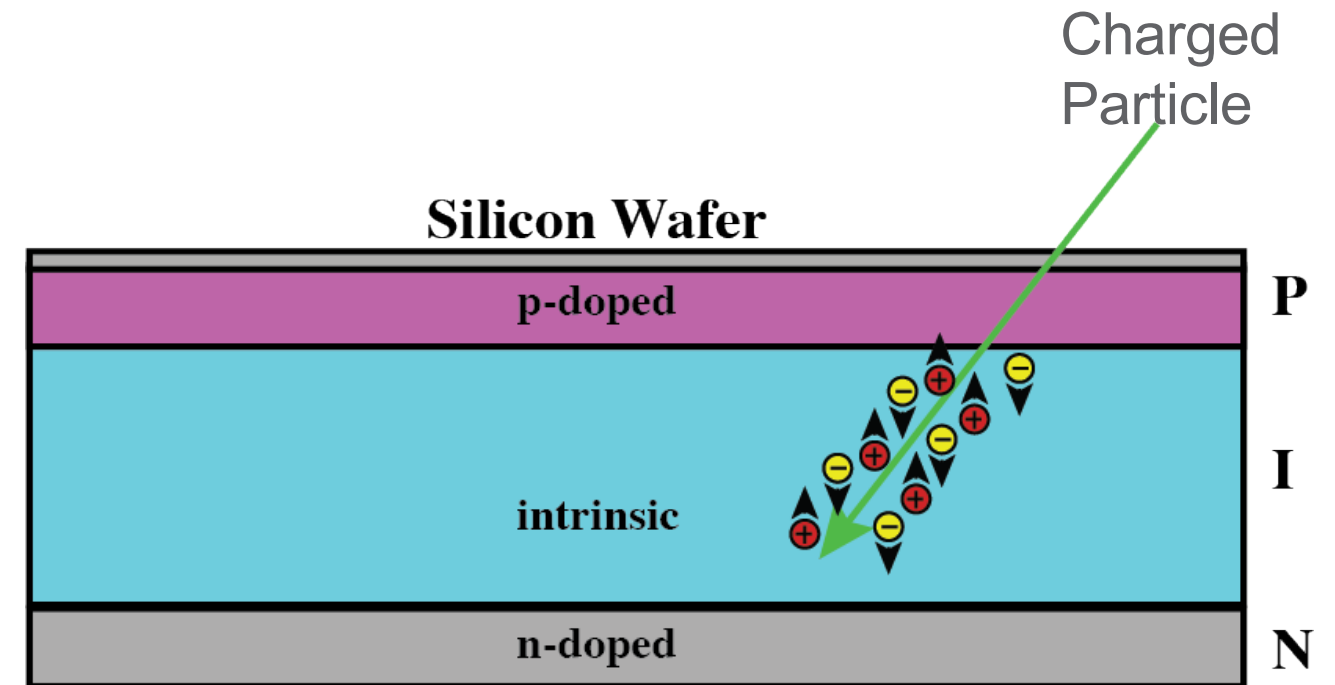 Charged
Particle
Silicon Wafer
p-doped
P
+
−
−
+
+
−
+
−
I
+
−
+
intrinsic
n-doped
N